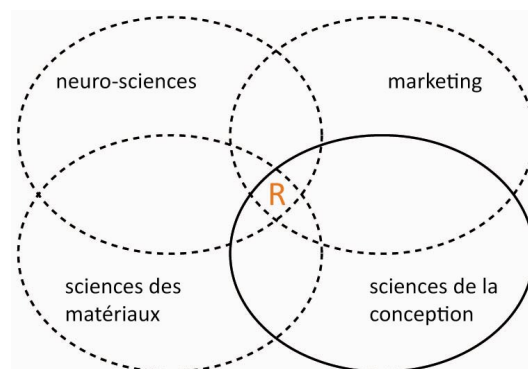 neuro-sciences
marketing
R
sciences des
matériaux
sciences de la
conception